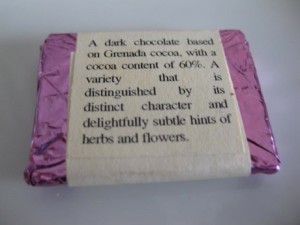 A dark chocolate based
on Grenada cocoa, with a
cocoa content of 60%. A
variety that is
distinguished by its
distinct character and
delightfully subtle hints of
herbs and flowers.